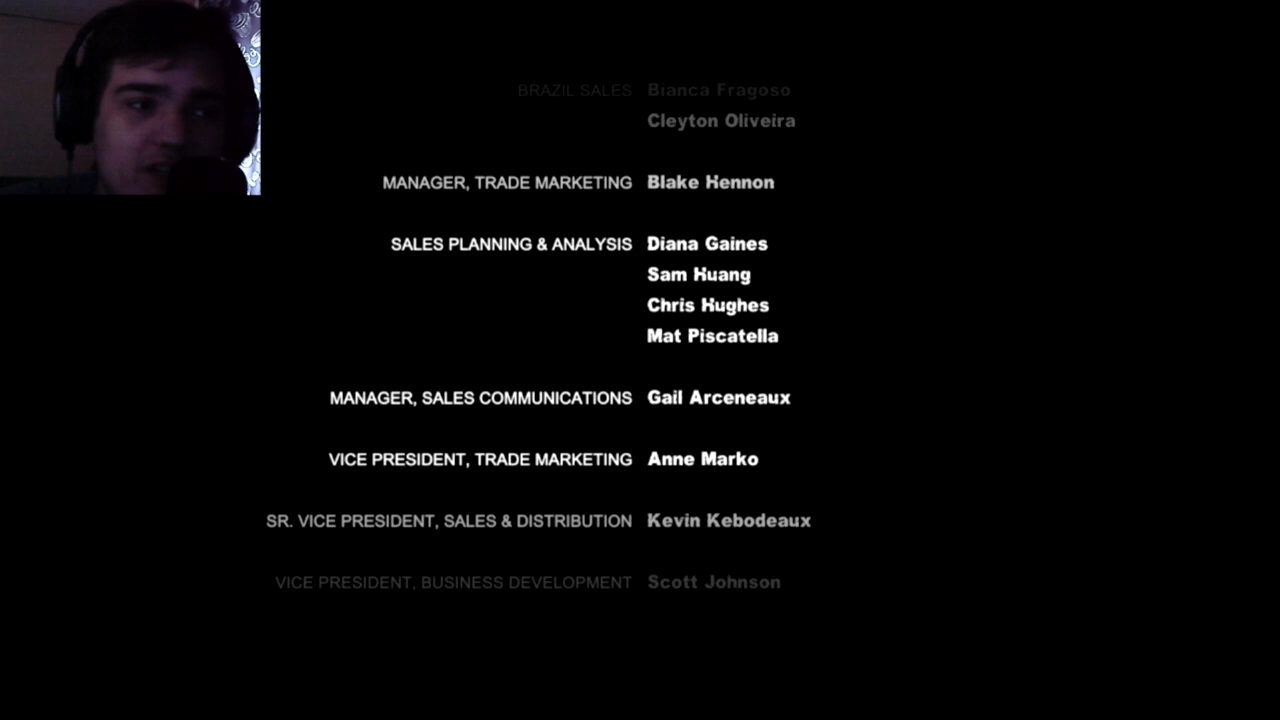 BRAZIL SALES Bianca Fragoso
Cleyton Oliveira
MANAGER, TRADE MARKETING Blake Hennon
SALES PLANNING & ANALYSIS Diana Gaines
Sam Huang
Chris Hughes
Mat Piscatella
MANAGER, SALES COMMUNICATIONS Gail Arceneaux
VICE PRESIDENT, TRADE MARKETING Anne Marko
SR. VICE PRESIDENT, SALES & DISTRIBUTION Kevin Kebodeaux
VICE PRESIDENT, BUSINESS DEVELOPMENT Scott Johnson